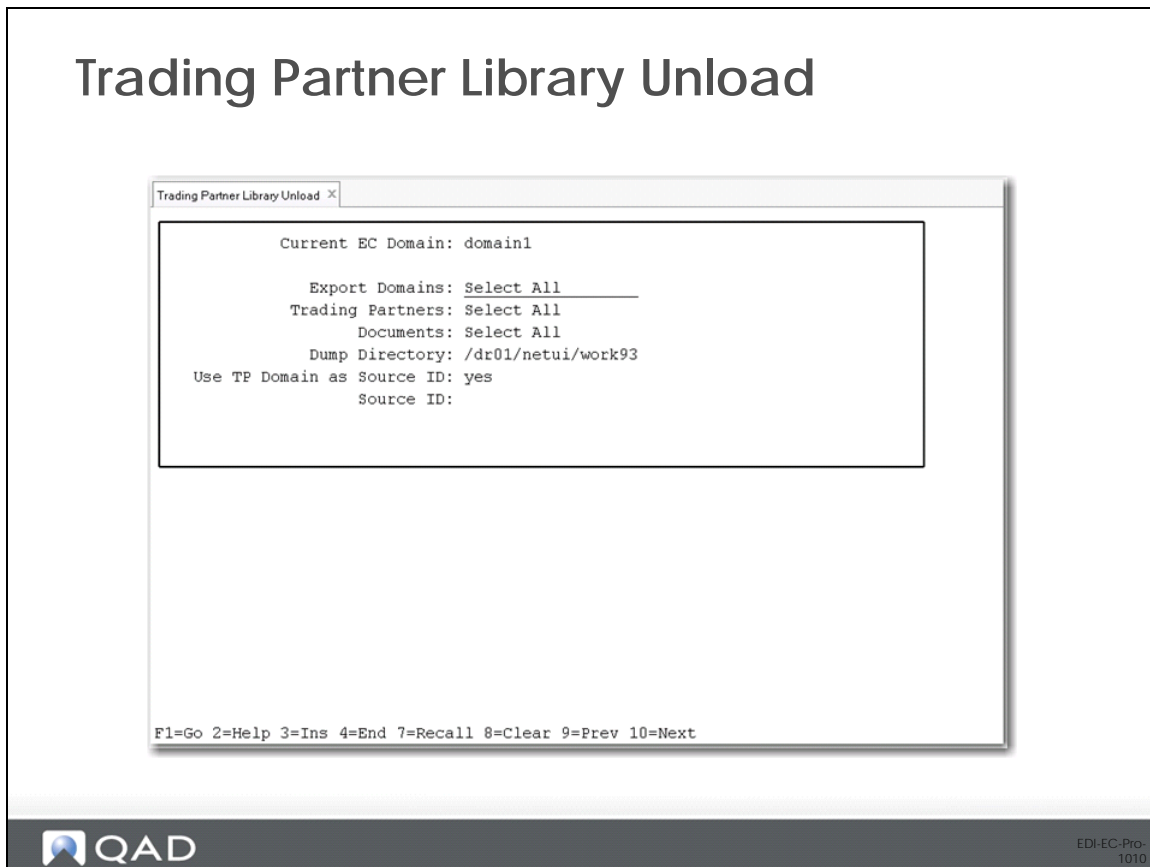 Trading Partner Library Unload
Trading Partner Library Unload ×
Current EC Domain: domain1
Export Domains: Select All
Trading Partners: Select All
Documents: Select All
Dump Directory: /dr01/netui/work93
Use TP Domain as Source ID: yes
Source ID:
F1=Go 2=Help 3=Ins 4=End 7=Recall 8=Clear 9=Prev 10=Next
QAD
EDI-EC-Pro-
1010